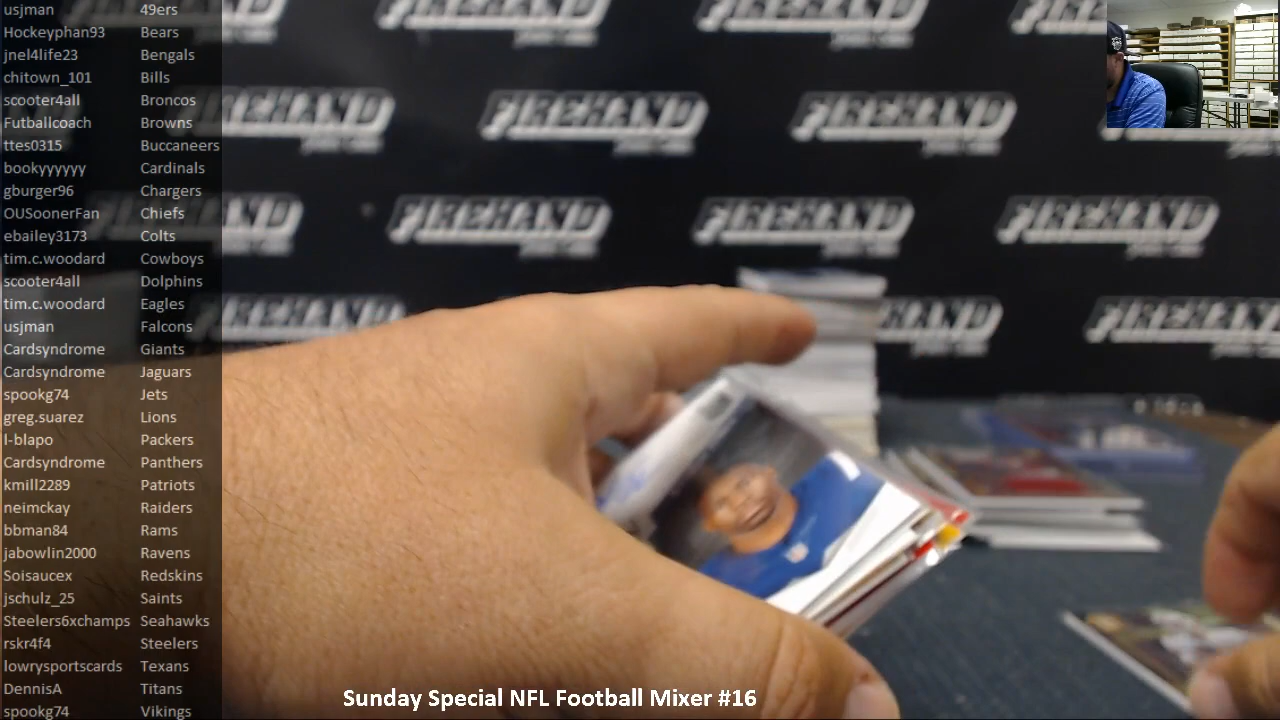 usjman 49ers
Hockeyphan93 Bears
jnel4life23 Bengals
chitown_101 Bills
scooter4all Broncos
Futballcoach Browns
ttes0315 Buccaneers
bookyyyyyy Cardinals
gburger96 Chargers
OUSoonerFan Chiefs
ebailey3173 Colts
tim.c.woodard Cowboys
scooter4all Dolphins
tim.c.woodard Eagles
usjman Falcons
Cardsyndrome Giants
Cardsyndrome Jaguars
spookg74 Jets
greg.suarez Lions
l-blapo Packers
Cardsyndrome Panthers
kmill2289 Patriots
neimckay Raiders
bbman84 Rams
jabowlin2000 Ravens
Soisaucex Redskins
jschulz_25 Saints
Steelers6xchamps Seahawks
rskr4f4 Steelers
lowrysportscards Texans
DennisA Titans
spookg74 Vikings
FIREHAND
FIREHAND
FIREHAND
FIREHAND
FIREHAND
FIREHAND
FIREHAND
FIREHAND
Sunday Special NFL Football Mixer #16